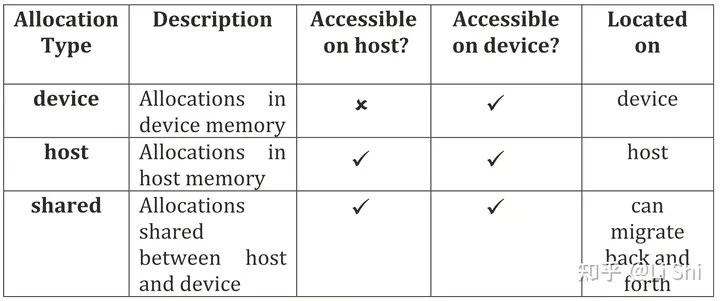 Allocation Type Description Accessible on host? Accessible on device? Located on
device Allocations in device memory ✗ ✓ device
host Allocations in host memory ✓ ✓ host
shared Allocations shared between host and device ✓ ✓ can migrate back and forth
知乎 @Li Shi